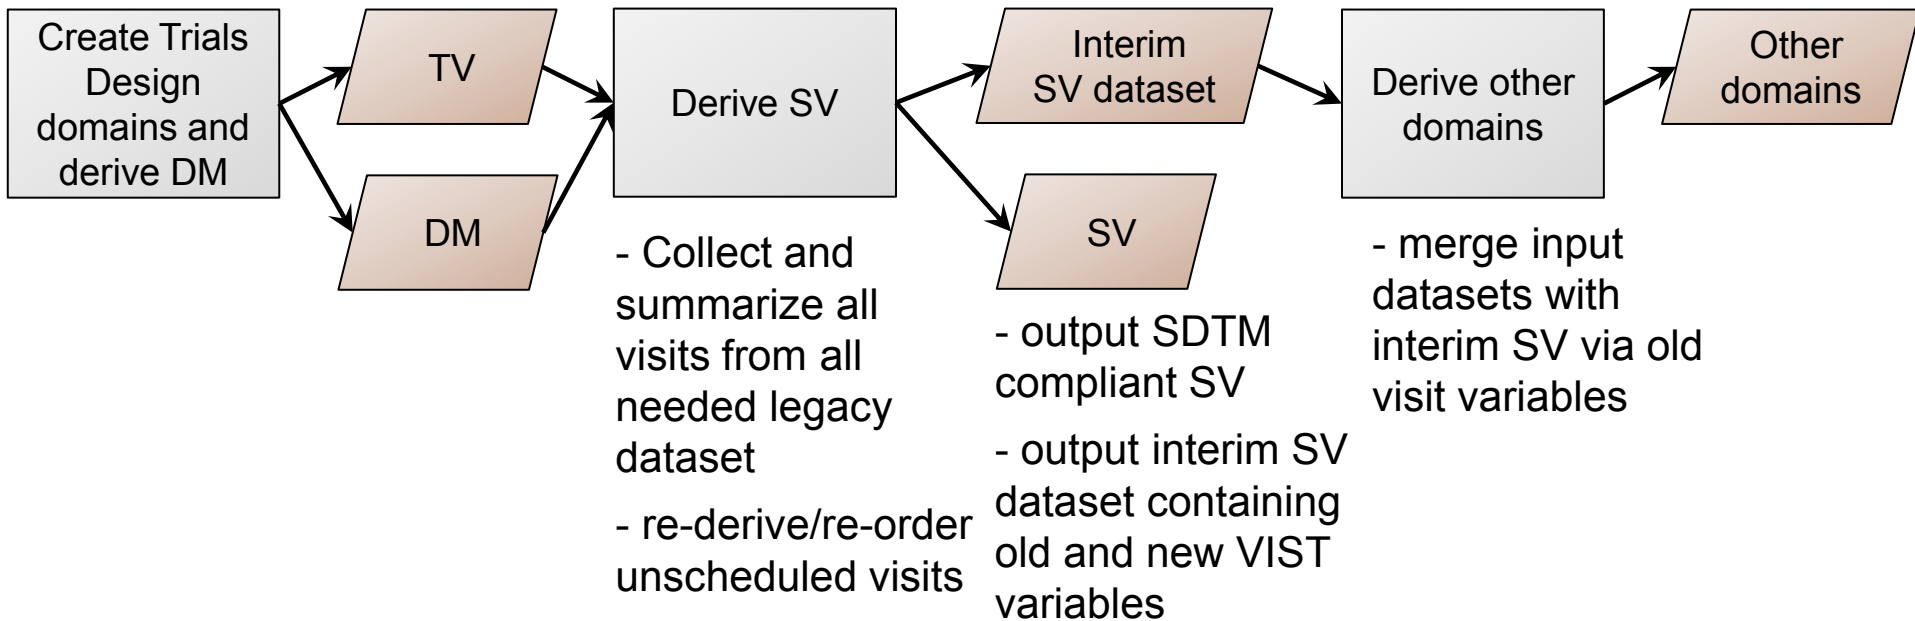 Create Trials
Design
domains and
derive DM
TV
DM
Derive SV
- Collect and
summarize all
visits from all
needed legacy
dataset
- re-derive/re-order
unscheduled visits
Interim
SV dataset
SV
- output SDTM
compliant SV
- output interim SV
dataset containing
old and new VIST
variables
Derive other
domains
- merge input
datasets with
interim SV via old
visit variables
Other
domains